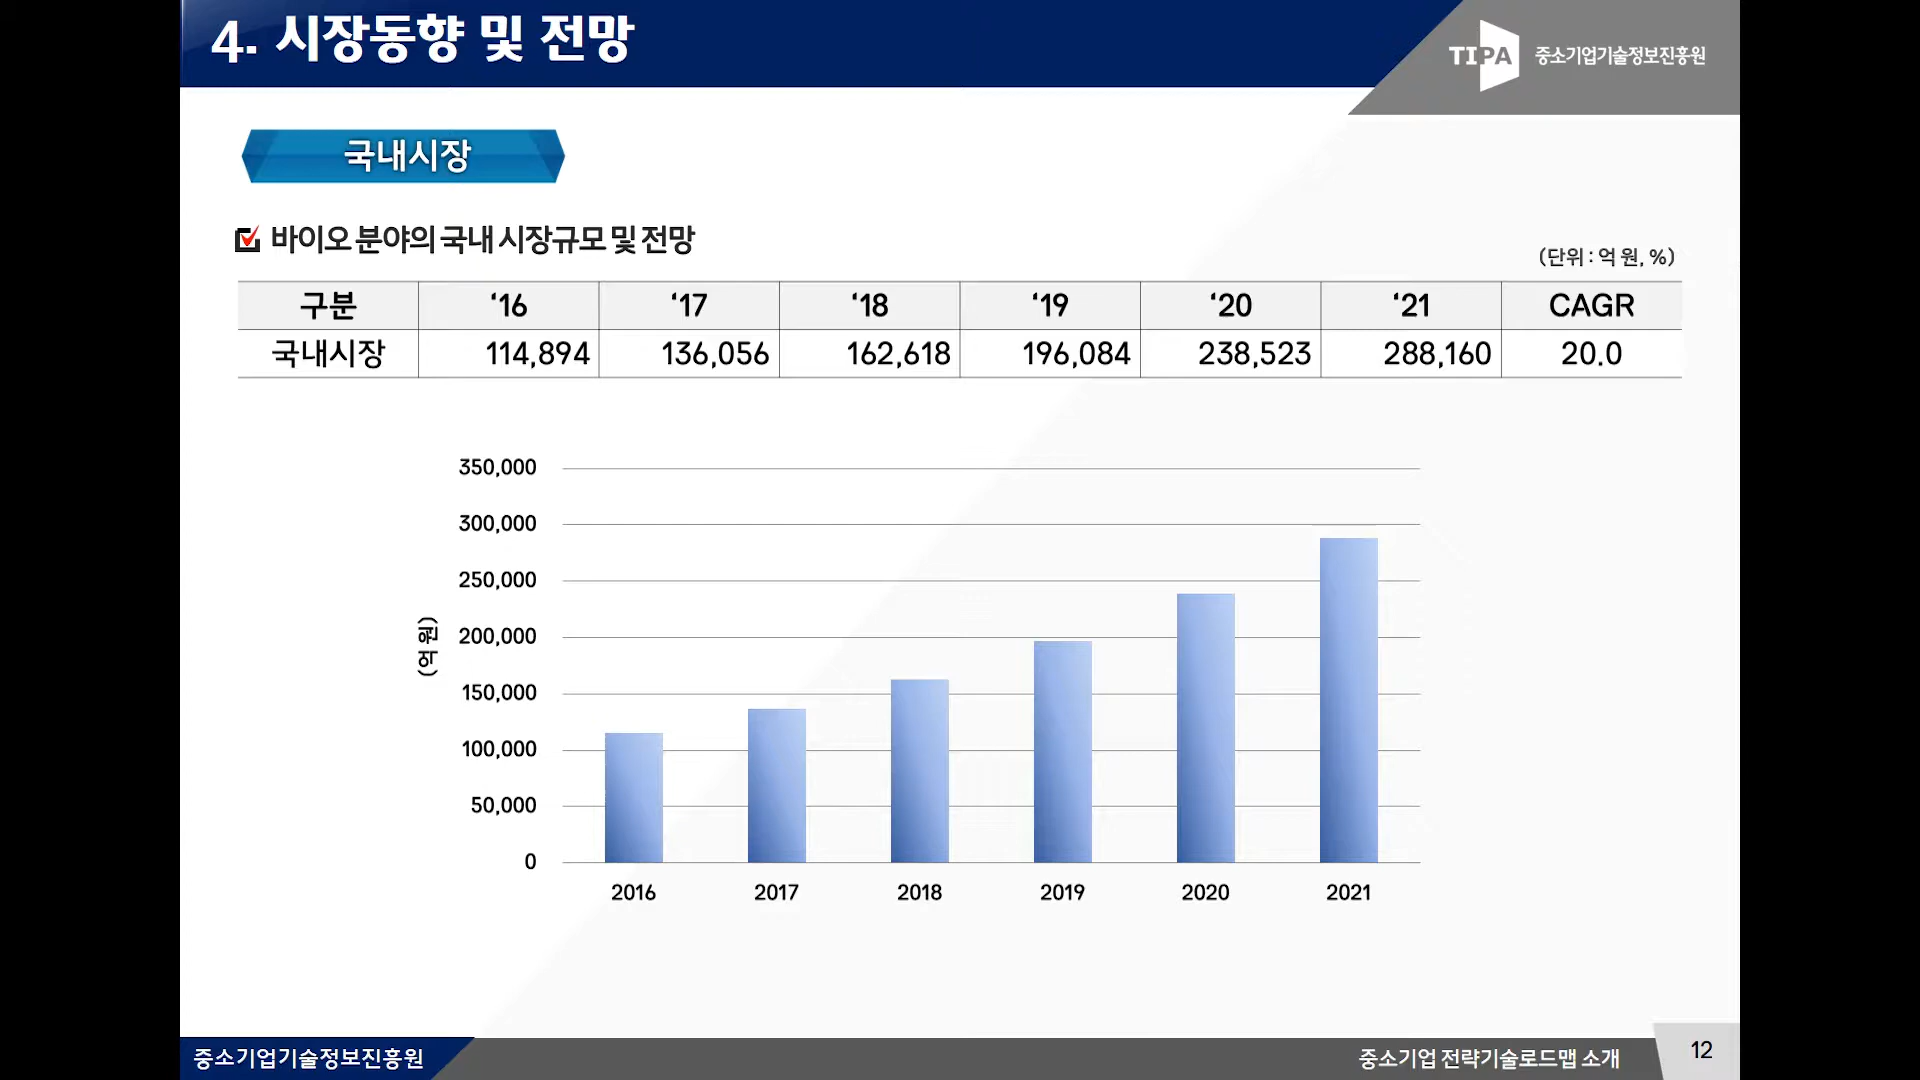 4. 시장동향 및 전망
TIPA 중소기업기술정보진흥원
국내시장
바이오 분야의 국내 시장규모 및 전망
(단위 : 억 원, %)
구분 ‘16 ‘17 ‘18 ‘19 ‘20 ‘21 CAGR
국내시장 114,894 136,056 162,618 196,084 238,523 288,160 20.0
350,000
300,000
250,000
200,000
150,000
100,000
50,000
0
(억 원)
2016 2017 2018 2019 2020 2021
중소기업기술정보진흥원
중소기업 전략기술로드맵 소개
12